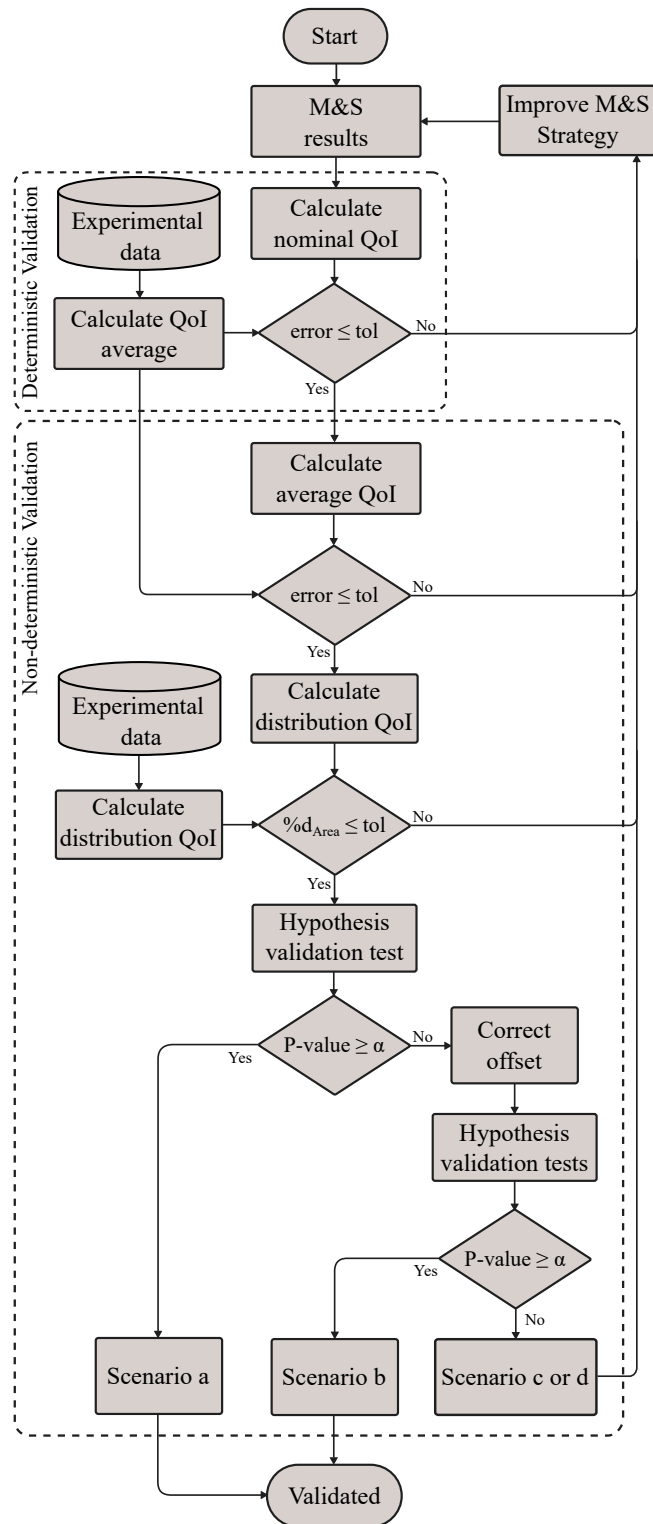 Start
M&S
results
Improve M&S
Strategy
Deterministic Validation
Experimental
data
Calculate
nominal QoI
Calculate QoI
average
error ≤ tol
No
Yes
Non-deterministic Validation
Calculate
average QoI
error ≤ tol
No
Yes
Experimental
data
Calculate
distribution QoI
Calculate
distribution QoI
%dArea ≤ tol
No
Yes
Hypothesis
validation test
P-value ≥ α
Yes
No
Correct
offset
Hypothesis
validation tests
P-value ≥ α
Yes
No
Scenario a
Scenario b
Scenario c or d
Validated